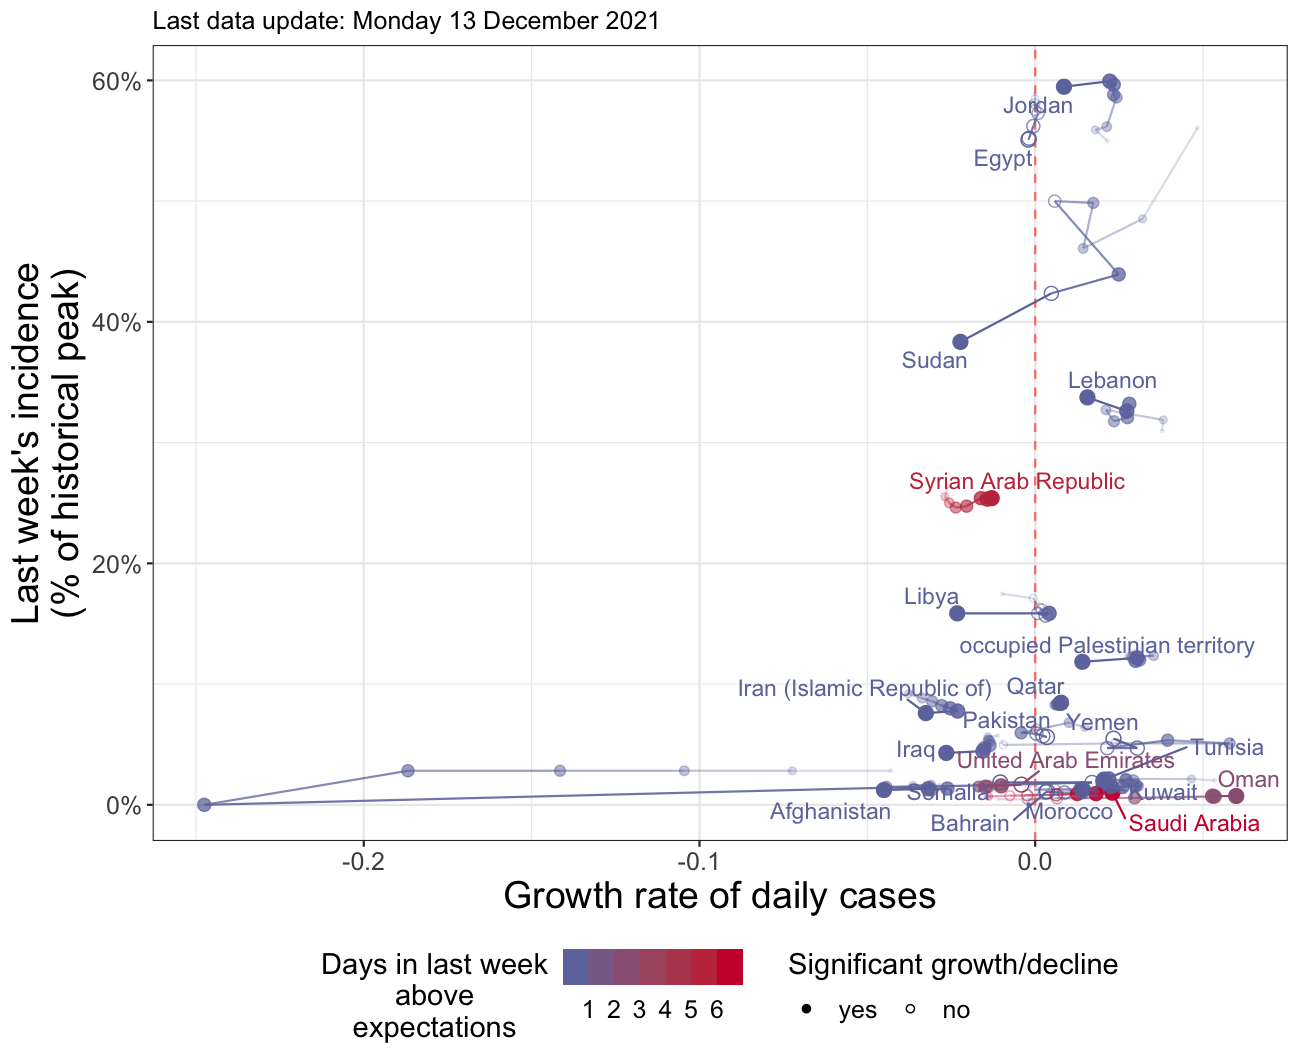 Last data update: Monday 13 December 2021
Last week's incidence
(% of historical peak)
60%
40%
20%
0%
Jordan
Egypt
Sudan
Lebanon
Syrian Arab Republic
Libya
occupied Palestinian territory
Iran (Islamic Republic of)
Qatar
Pakistan
Yemen
Iraq
Tunisia
United Arab Emirates
Oman
Somalia
Kuwait
Afghanistan
Morocco
Bahrain
Saudi Arabia
-0.2
-0.1
0.0
Growth rate of daily cases
Days in last week
above
expectations
1 2 3 4 5 6
Significant growth/decline
yes
no